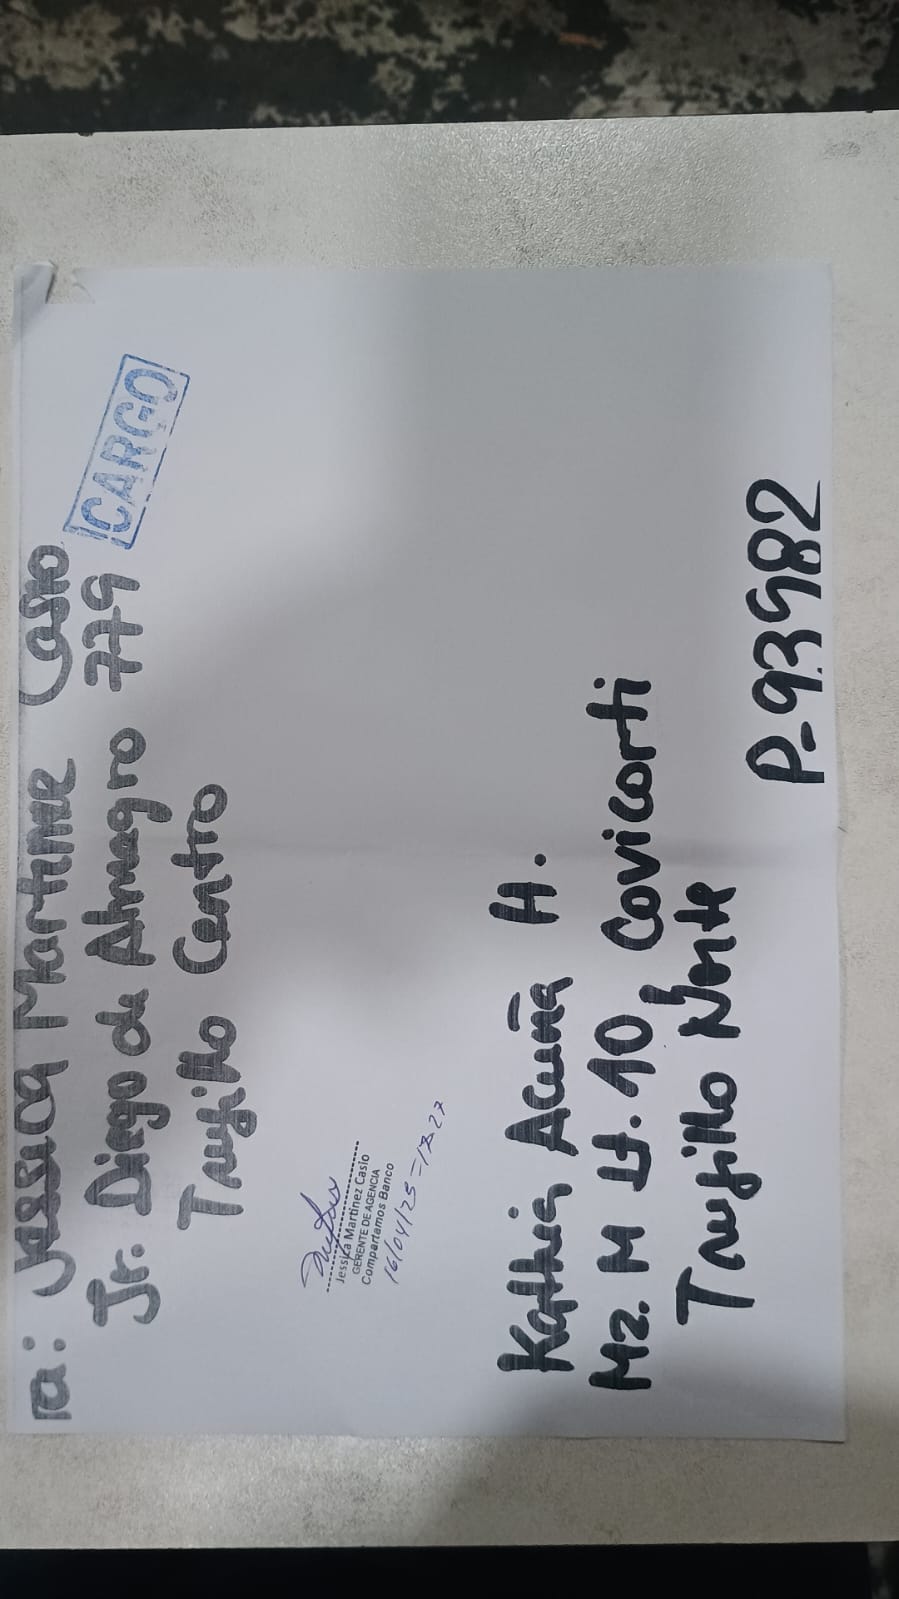 ra: Jessica Martinez Casio
Jr. Diego de Almagro 779
CARGO
Trujillo Centro
Jessica Martinez Casio
GERENTE DE AGENCIA
Compartamos Banco
16/04/25 - 17:27
Kathia Acuña H.
Mz. M Lt. 10 Covicorti
Trujillo Norte
P-93982